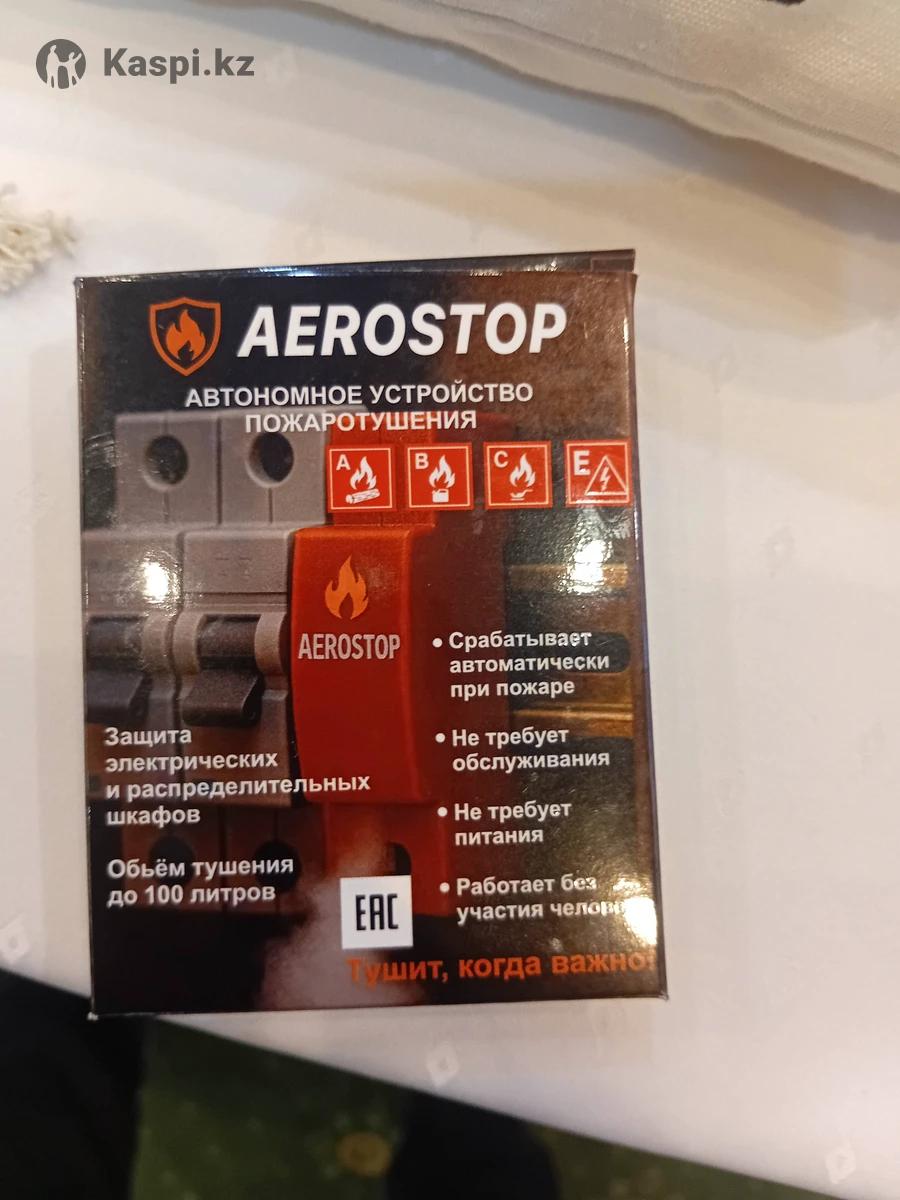 Kaspi.kz
AEROSTOP
АВТОНОМНОЕ УСТРОЙСТВО
ПОЖАРОТУШЕНИЯ
A B C E
AEROSTOP
• Срабатывает
автоматически
при пожаре
• Не требует
обслуживания
• Не требует
питания
• Работает без
участия
Защита
электрических
и распределительных
шкафов
Обьём тушения
до 100 литров
EAC
Тушит, когда важно!